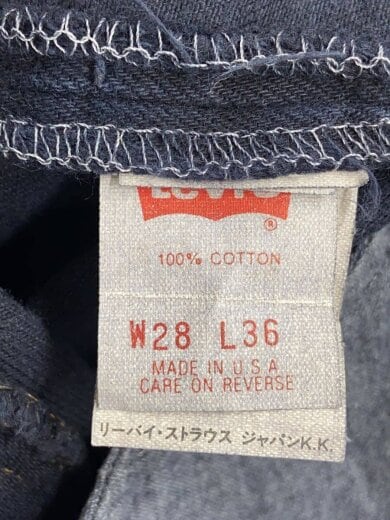 LEVI'S
®
100% COTTON
W28 L36
MADE IN U S A
CARE ON REVERSE
リーバイ・ストラウス ジャパンK.K.